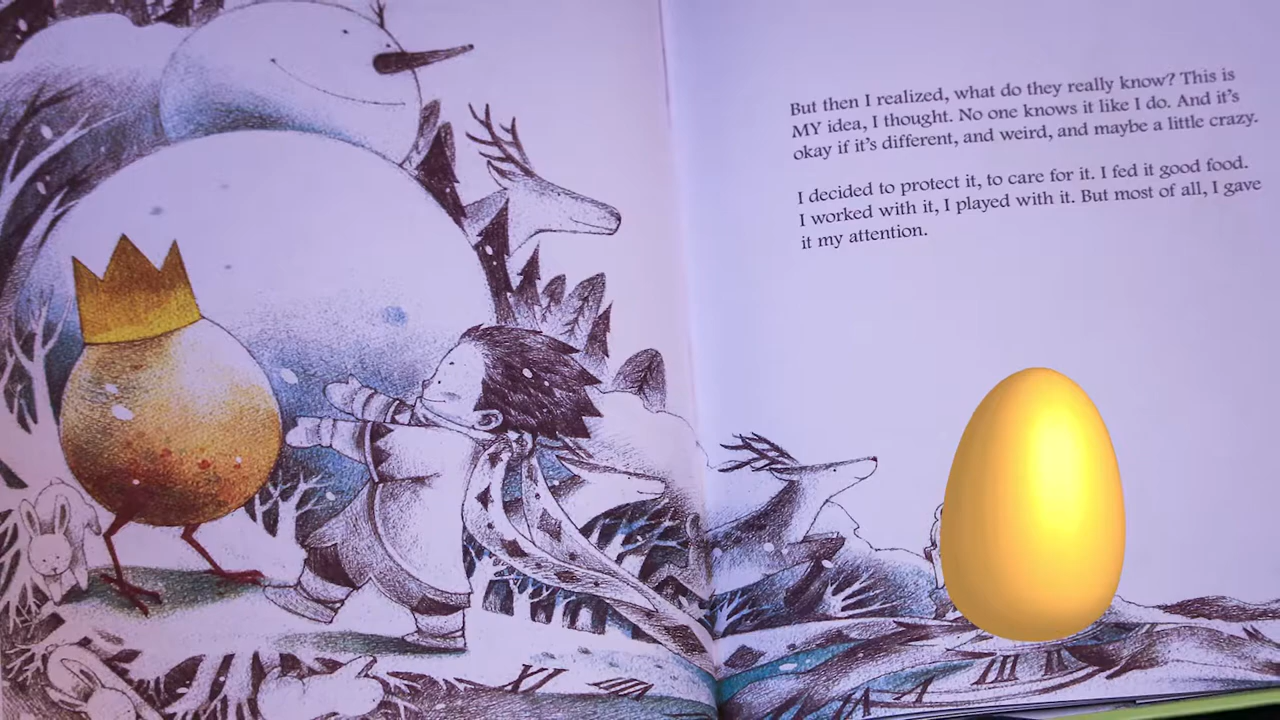 But then I realized, what do they really know? This is
MY idea, I thought. No one knows it like I do. And it's
okay if it's different, and weird, and maybe a little crazy.
I decided to protect it, to care for it. I fed it good food.
I worked with it, I played with it. But most of all, I gave
it my attention.